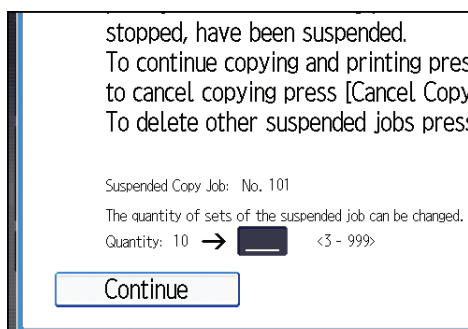 stopped, have been suspended.
To continue copying and printing pres
to cancel copying press [Cancel Copy
To delete other suspended jobs press
Suspended Copy Job: No. 101
The quantity of sets of the suspended job can be changed.
Quantity: 10 → ___ <3 - 999>
Continue